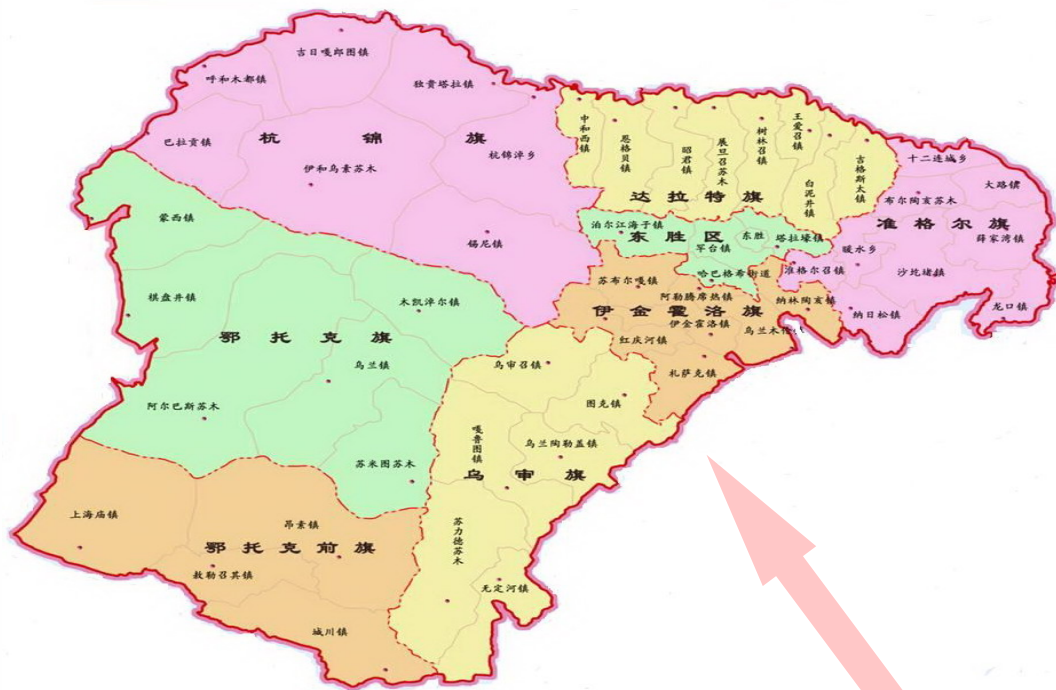 吉日嘎郎图镇
呼和木都镇
独贵塔拉镇
巴拉贡镇
杭锦旗
杭锦淖乡
伊和乌素苏木
锡尼镇
中和西镇
恩格贝镇
昭君镇
展旦召苏木
树林召镇
王爱召镇
白泥井镇
吉格斯太镇
达拉特旗
十二连城乡
大路镇
布尔陶亥苏木
准格尔旗
薛家湾镇
暖水乡
准格尔召镇
沙圪堵镇
龙口镇
纳日松镇
泊尔江海子镇
东胜区
东胜
罕台镇
塔拉壕镇
哈巴格希街道
苏布尔嘎镇
阿勒腾席热镇
纳林陶亥镇
伊金霍洛旗
伊金霍洛镇
乌兰木伦
红庆河镇
札萨克镇
蒙西镇
棋盘井镇
木凯淖尔镇
鄂托克旗
乌兰镇
阿尔巴斯苏木
苏米图苏木
乌审召镇
图克镇
嘎鲁图镇
乌兰陶勒盖镇
乌审旗
苏力德苏木
无定河镇
上海庙镇
昂素镇
鄂托克前旗
敖勒召其镇
城川镇